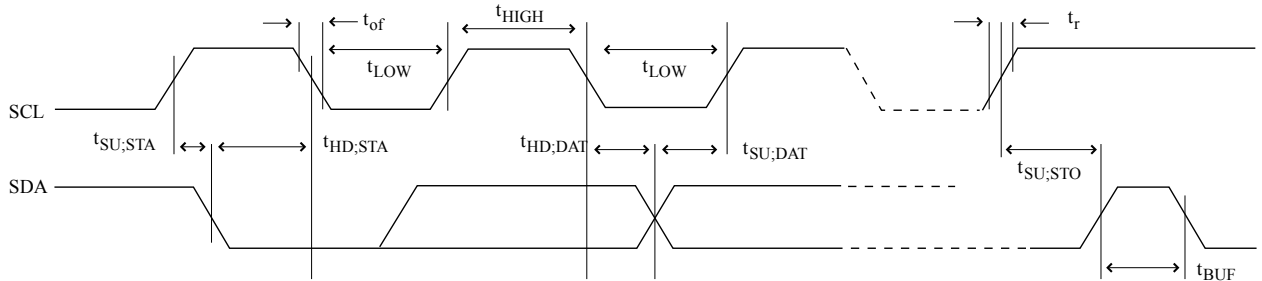 t_of
t_HIGH
t_r
t_LOW
t_LOW
SCL
t_SU;STA
t_HD;STA
t_HD;DAT
t_SU;DAT
t_SU;STO
SDA
t_BUF